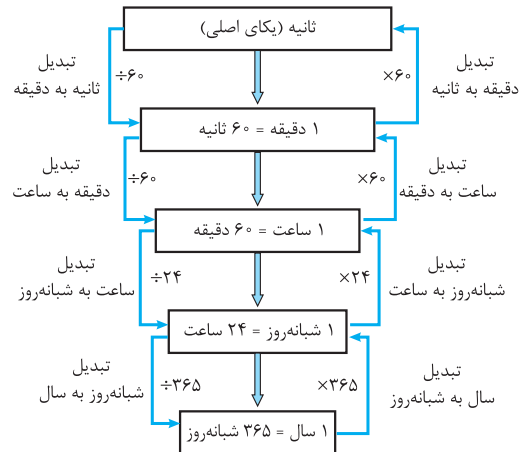 ثانیه (یکای اصلی)
تبدیل
دقیقه به ثانیه
×۶۰
÷۶۰
تبدیل
ثانیه به دقیقه
۱ دقیقه = ۶۰ ثانیه
تبدیل
ساعت به دقیقه
×۶۰
÷۶۰
تبدیل
دقیقه به ساعت
۱ ساعت = ۶۰ دقیقه
تبدیل
شبانه‌روز به ساعت
×۲۴
÷۲۴
تبدیل
ساعت به شبانه‌روز
۱ شبانه‌روز = ۲۴ ساعت
تبدیل
سال به شبانه‌روز
×۳۶۵
÷۳۶۵
تبدیل
شبانه‌روز به سال
۱ سال = ۳۶۵ شبانه‌روز